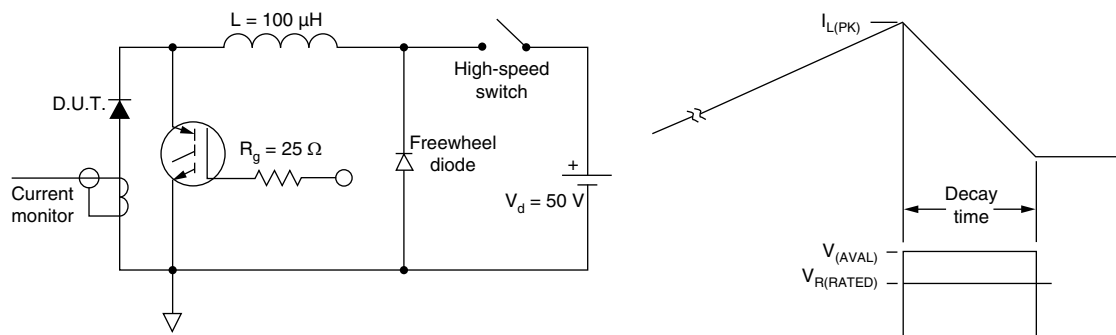 L = 100 μH
High-speed
switch
D.U.T.
R_g = 25 Ω
Freewheel
diode
Current
monitor
+
V_d = 50 V
I_L(PK)
Decay
time
V_(AVAL)
V_R(RATED)